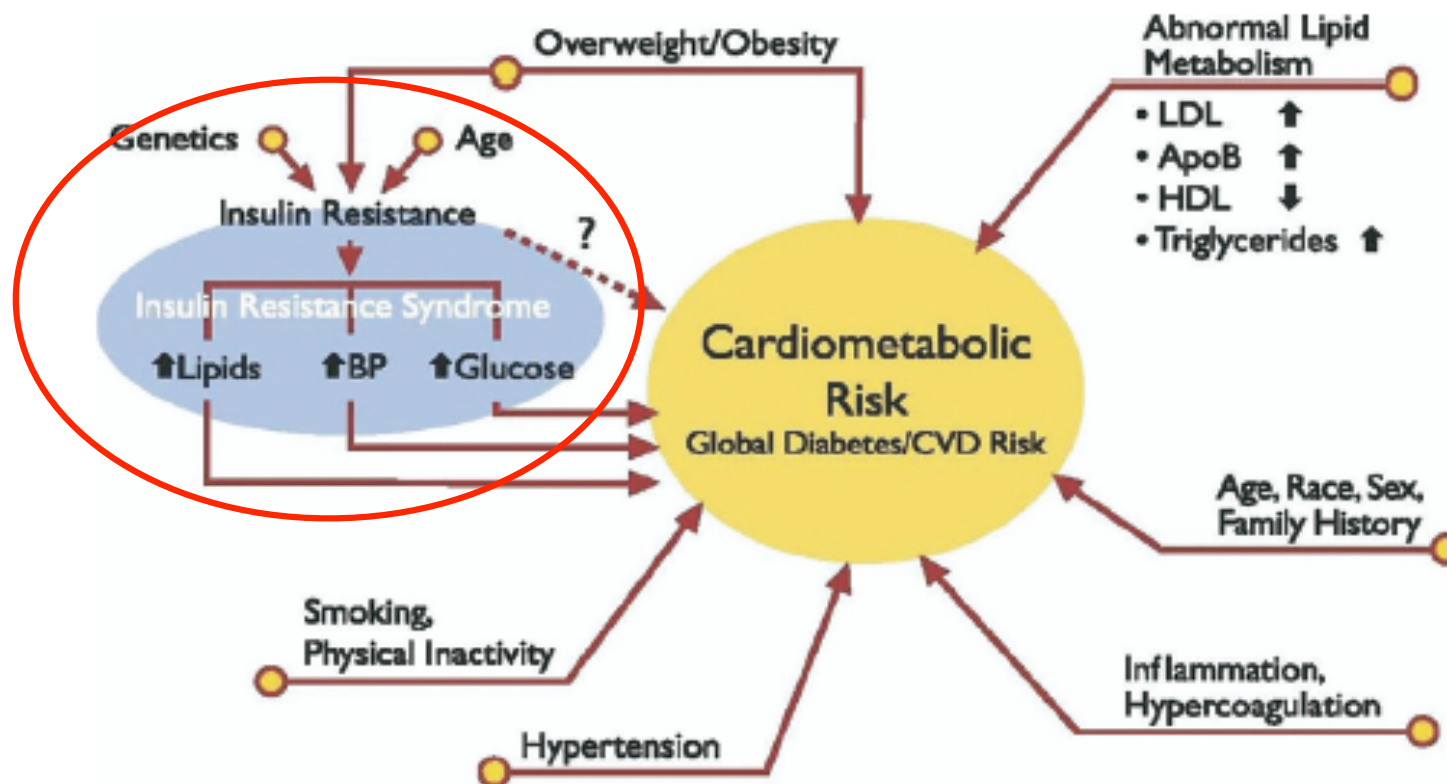 Overweight/Obesity
Abnormal Lipid
Metabolism
• LDL ⬆
• ApoB ⬆
• HDL ⬇
• Triglycerides ⬆
Genetics
Age
Insulin Resistance
?
Insulin Resistance Syndrome
⬆Lipids ⬆BP ⬆Glucose
Cardiometabolic
Risk
Global Diabetes/CVD Risk
Age, Race, Sex,
Family History
Smoking,
Physical Inactivity
Inflammation,
Hypercoagulation
Hypertension